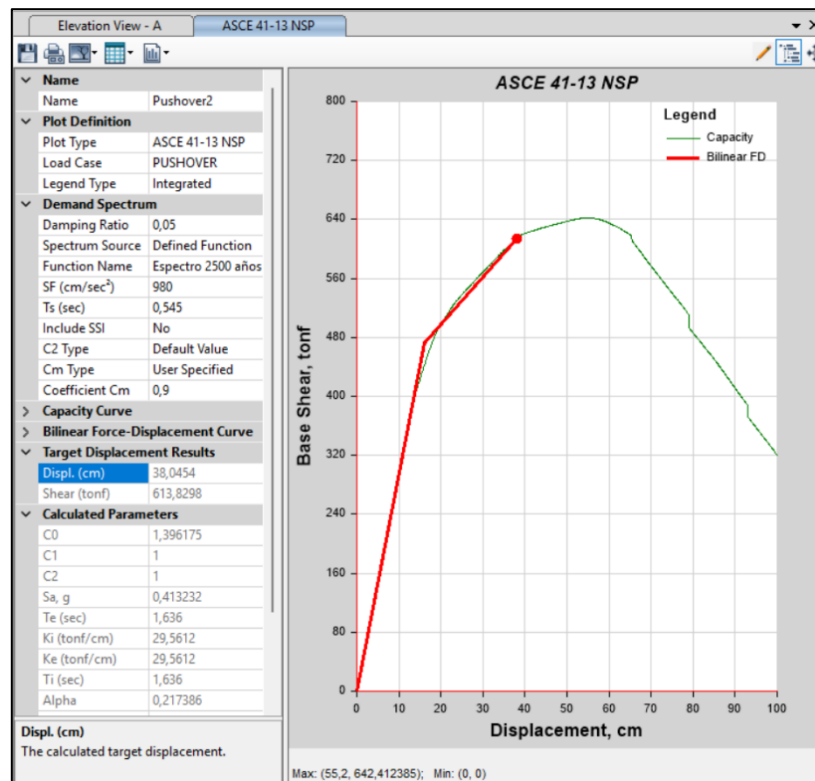 Elevation View - A
ASCE 41-13 NSP
Name
Name Pushover2
Plot Definition
Plot Type ASCE 41-13 NSP
Load Case PUSHOVER
Legend Type Integrated
Demand Spectrum
Damping Ratio 0,05
Spectrum Source Defined Function
Function Name Espectro 2500 años
SF (cm/sec²) 980
Ts (sec) 0,545
Include SSI No
C2 Type Default Value
Cm Type User Specified
Coefficient Cm 0,9
Capacity Curve
Bilinear Force-Displacement Curve
Target Displacement Results
Displ. (cm) 38,0454
Shear (tonf) 613,8298
Calculated Parameters
C0 1,396175
C1 1
C2 1
Sa, g 0,413232
Te (sec) 1,636
Ki (tonf/cm) 29,5612
Ke (tonf/cm) 29,5612
Ti (sec) 1,636
Alpha 0,217386
Displ. (cm)
The calculated target displacement.
ASCE 41-13 NSP
Legend
Capacity
Bilinear FD
800
720
640
560
480
400
320
240
160
80
0
Base Shear, tonf
0 10 20 30 40 50 60 70 80 90 100
Displacement, cm
Max: (55,2, 642,412385); Min: (0, 0)